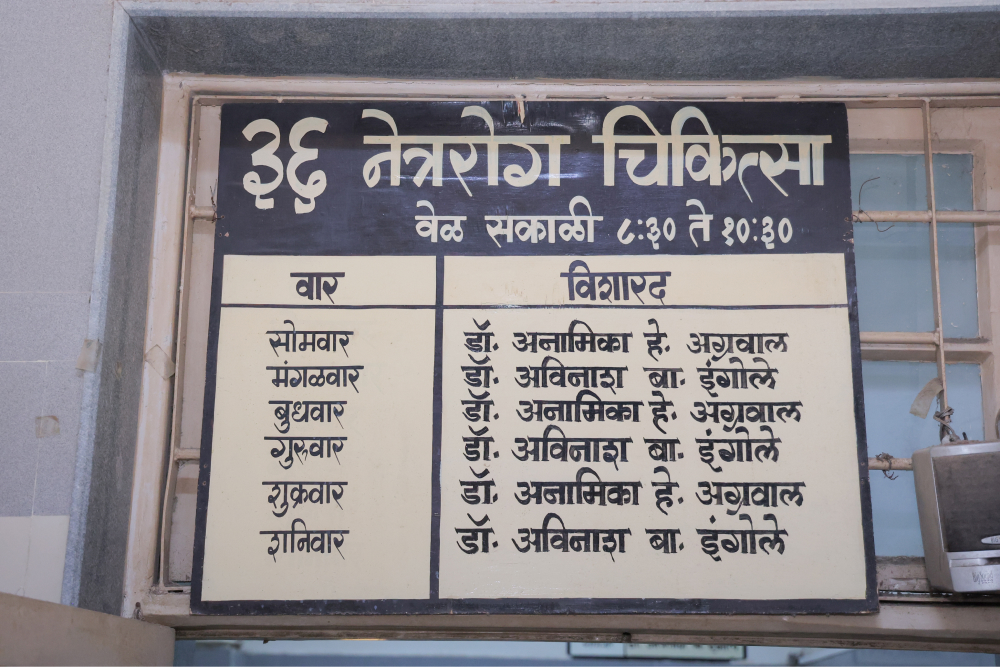 ३६ नेत्ररोग चिकित्सा
वेळ सकाळी ८:३० ते १०:३०
वार विशारद
सोमवार डॉ. अनामिका हे. अग्रवाल
मंगळवार डॉ. अविनाश बा. इंगोले
बुधवार डॉ. अनामिका हे. अग्रवाल
गुरुवार डॉ. अविनाश बा. इंगोले
शुक्रवार डॉ. अनामिका हे. अग्रवाल
शनिवार डॉ. अविनाश बा. इंगोले